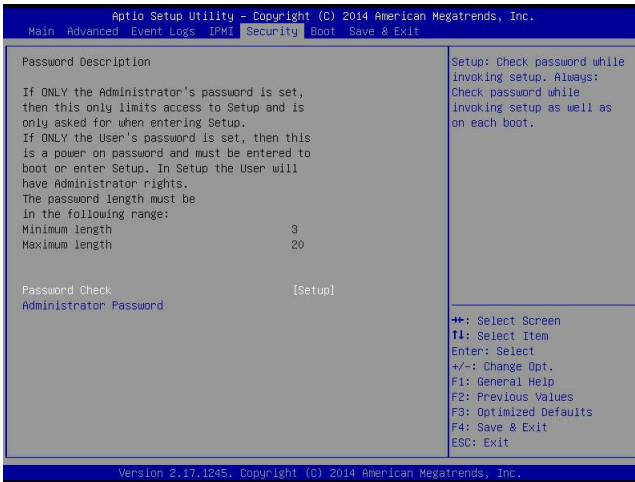 Aptio Setup Utility – Copyright (C) 2014 American Megatrends, Inc.
Main Advanced Event Logs IPMI Security Boot Save & Exit
Password Description
If ONLY the Administrator's password is set,
then this only limits access to Setup and is
only asked for when entering Setup.
If ONLY the User's password is set, then this
is a power on password and must be entered to
boot or enter Setup. In Setup the User will
have Administrator rights.
The password length must be
in the following range:
Minimum length 3
Maximum length 20
Password Check [Setup]
Administrator Password
Setup: Check password while
invoking setup. Always:
Check password while
invoking setup as well as
on each boot.
→←: Select Screen
↑↓: Select Item
Enter: Select
+/-: Change Opt.
F1: General Help
F2: Previous Values
F3: Optimized Defaults
F4: Save & Exit
ESC: Exit
Version 2.17.1245. Copyright (C) 2014 American Megatrends, Inc.